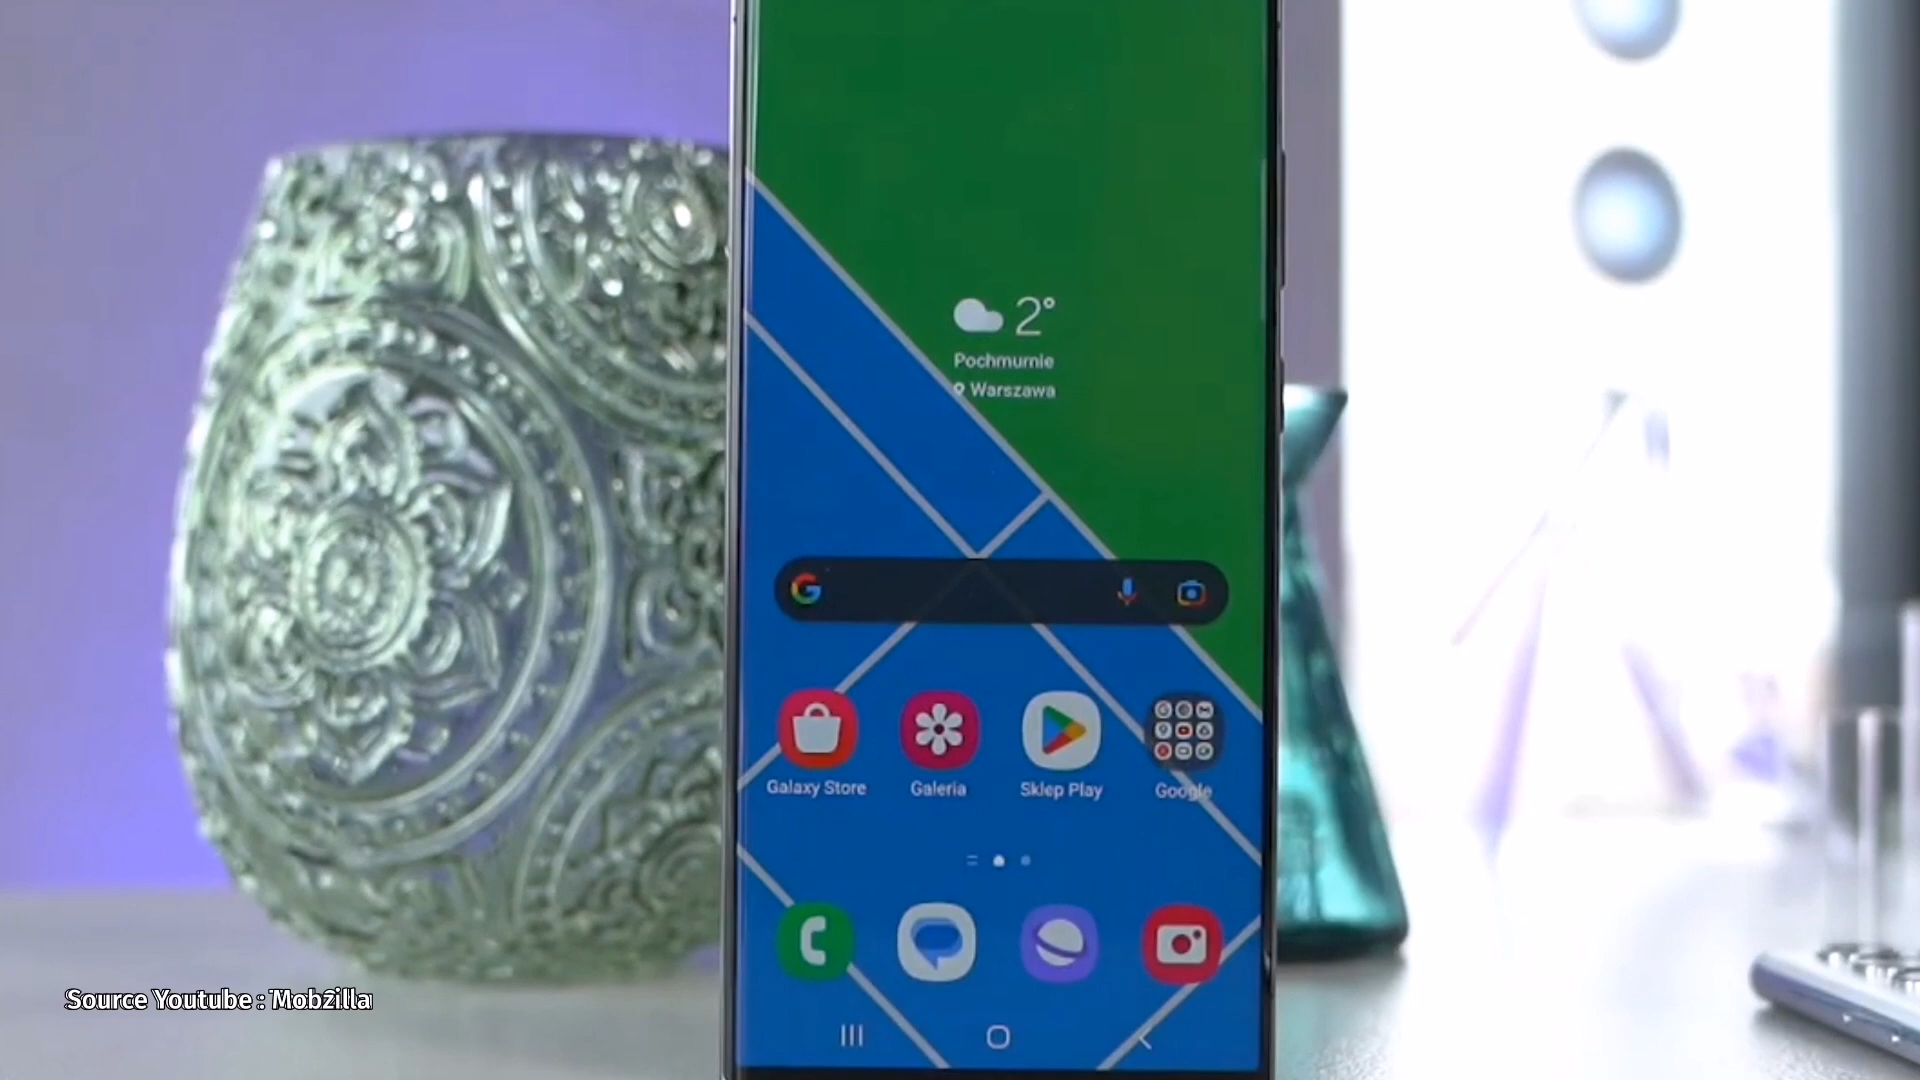 2°
Pochmurnie
Warszawa
Galaxy Store
Galeria
Sklep Play
Google
Source Youtube : Mobzilla